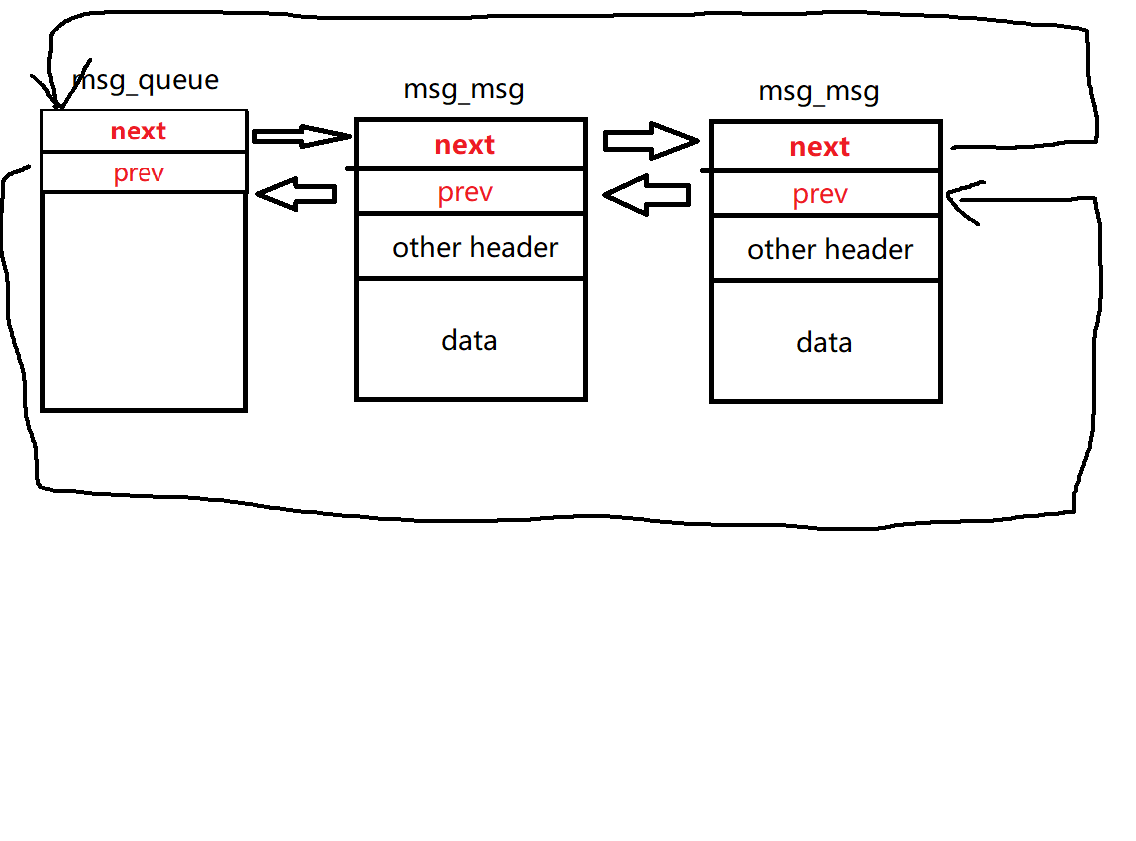 msg_queue
next
prev
msg_msg
next
prev
other header
data
msg_msg
next
prev
other header
data